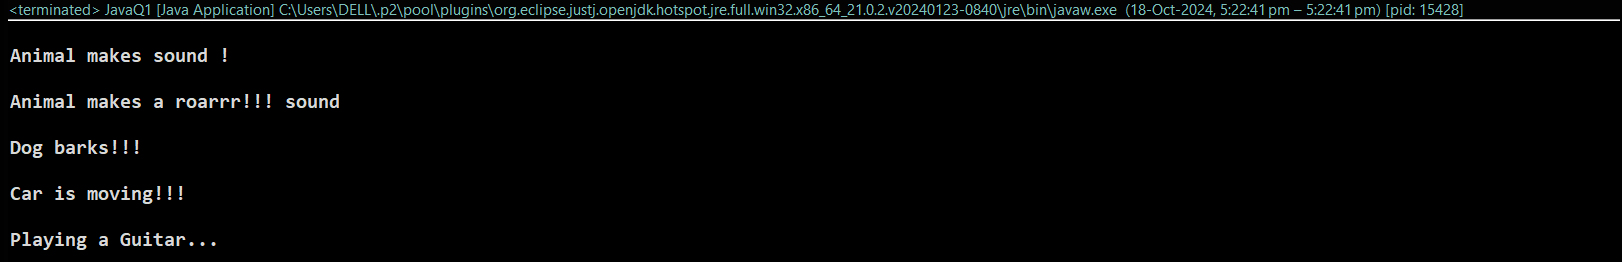 <terminated> JavaQ1 [Java Application] C:\Users\DELL\.p2\pool\plugins\org.eclipse.justj.openjdk.hotspot.jre.full.win32.x86_64_21.0.2.v20240123-0840\jre\bin\javaw.exe (18-Oct-2024, 5:22:41 pm – 5:22:41 pm) [pid: 15428]
Animal makes sound !
Animal makes a roarrr!!! sound
Dog barks!!!
Car is moving!!!
Playing a Guitar...